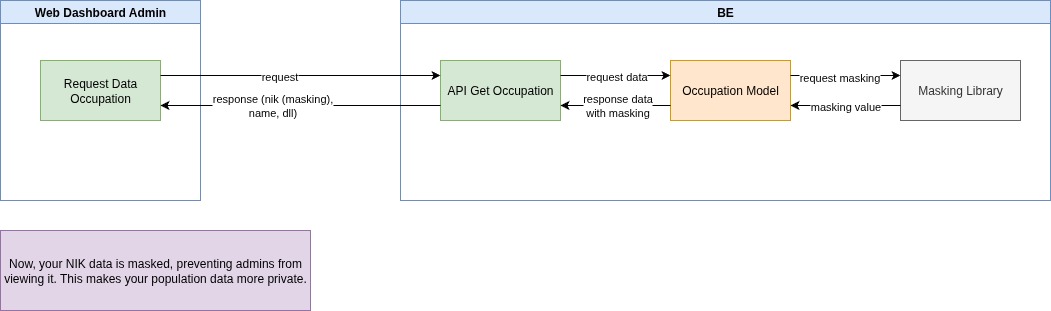 Web Dashboard Admin
BE
Request Data
Occupation
request
response (nik (masking),
name, dll)
API Get Occupation
request data
response data
with masking
Occupation Model
request masking
masking value
Masking Library
Now, your NIK data is masked, preventing admins from
viewing it. This makes your population data more private.